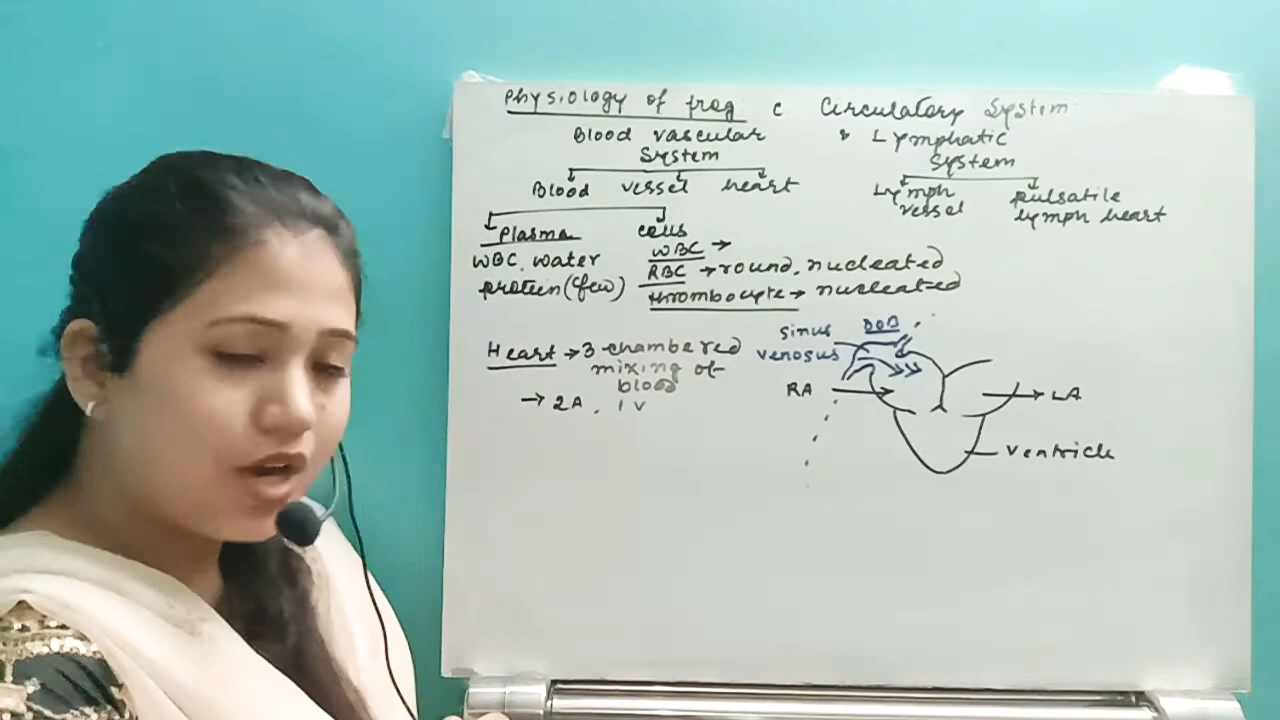 Physiology of frog c Circulatory System
Blood vascular & Lymphatic
System System
Blood vessel heart Lymph pulsatile
vessel lymph heart
Plasma cells
WBC. water WBC →
protein (few) RBC → round, nucleated
thrombocyte → nucleated
Heart → 3 chambered
mixing of
blood
→ 2A, 1V
sinus DOB
venosus
RA LA
ventricle